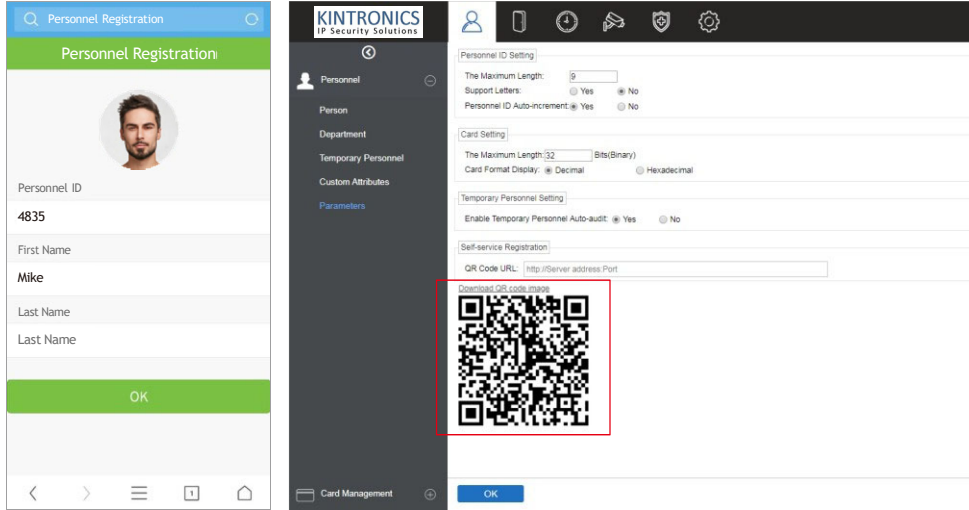 Personnel Registration
Personnel Registration
Personnel ID
4835
First Name
Mike
Last Name
Last Name
OK
1
KINTRONICS
IP Security Solutions
Personnel
Person
Department
Temporary Personnel
Custom Attributes
Parameters
Card Management
Personnel ID Setting
The Maximum Length: 9
Support Letters: Yes No
Personnel ID Auto-increment: Yes No
Card Setting
The Maximum Length: 32 Bits(Binary)
Card Format Display: Decimal Hexadecimal
Temporary Personnel Setting
Enable Temporary Personnel Auto-audit: Yes No
Self-service Registration
QR Code URL: http://Server address:Port
Download QR code image
OK